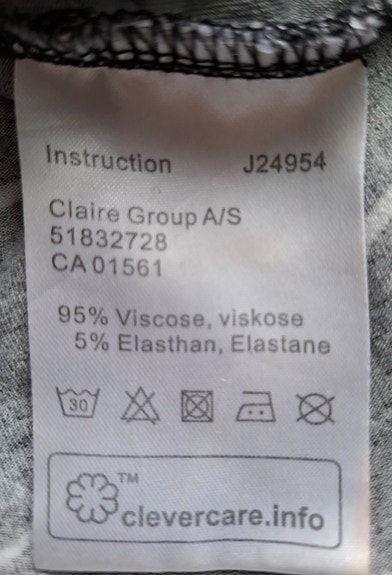 Instruction J24954
Claire Group A/S
51832728
CA 01561
95% Viscose, viskose
5% Elasthan, Elastane
30
TM
clevercare.info